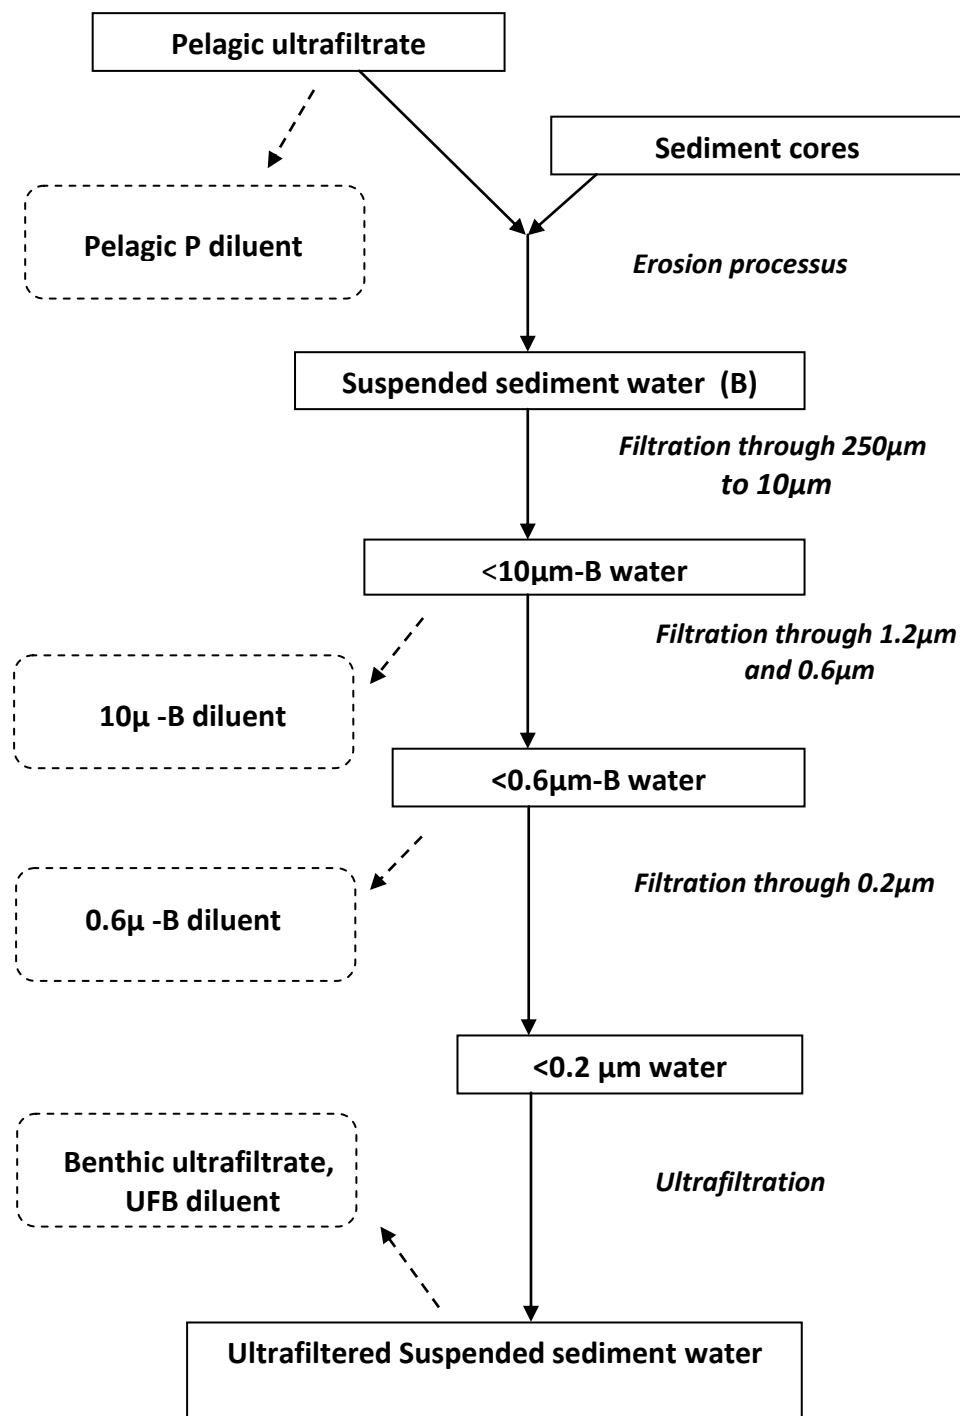 Pelagic ultrafiltrate
Sediment cores
Pelagic P diluent
Erosion processus
Suspended sediment water  (B)
Filtration through 250µm
to 10µm
<10µm-B water
Filtration through 1.2µm
and 0.6µm
10µ -B diluent
<0.6µm-B water
Filtration through 0.2µm
0.6µ -B diluent
<0.2 µm water
Benthic ultrafiltrate,
UFB diluent
Ultrafiltration
Ultrafiltered Suspended sediment water